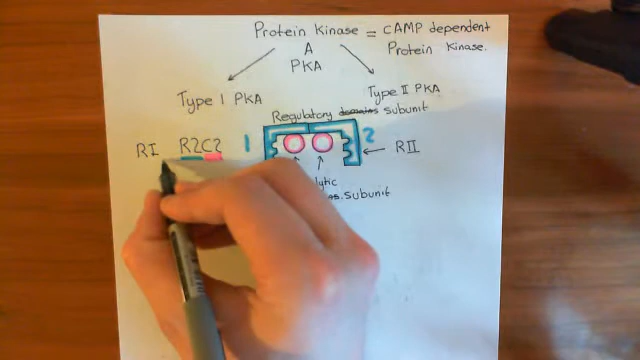 Protein Kinase = cAMP dependent
A Protein Kinase.
PKA
Type I PKA
Type II PKA
Regulatory domains subunit
RI R2C2 1 2 RII
subunit